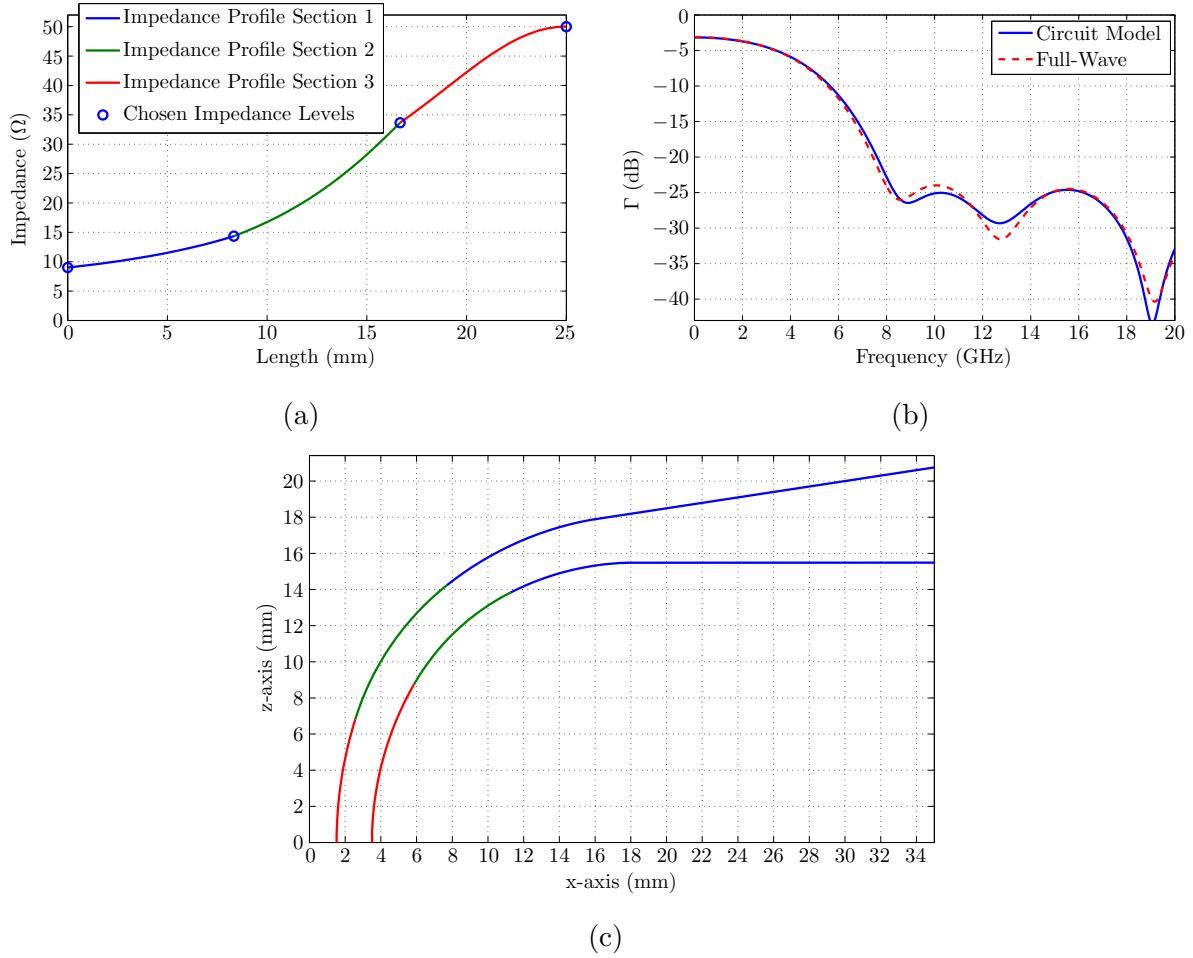 Impedance Profile Section 1
Impedance Profile Section 2
Impedance Profile Section 3
Chosen Impedance Levels
50
45
40
35
30
25
20
15
10
5
0
0 5 10 15 20 25
Impedance (Ω)
Length (mm)
(a)
Circuit Model
Full-Wave
0
−5
−10
−15
−20
−25
−30
−35
−40
0 2 4 6 8 10 12 14 16 18 20
Γ (dB)
Frequency (GHz)
(b)
20
18
16
14
12
10
8
6
4
2
0
0 2 4 6 8 10 12 14 16 18 20 22 24 26 28 30 32 34
z-axis (mm)
x-axis (mm)
(c)